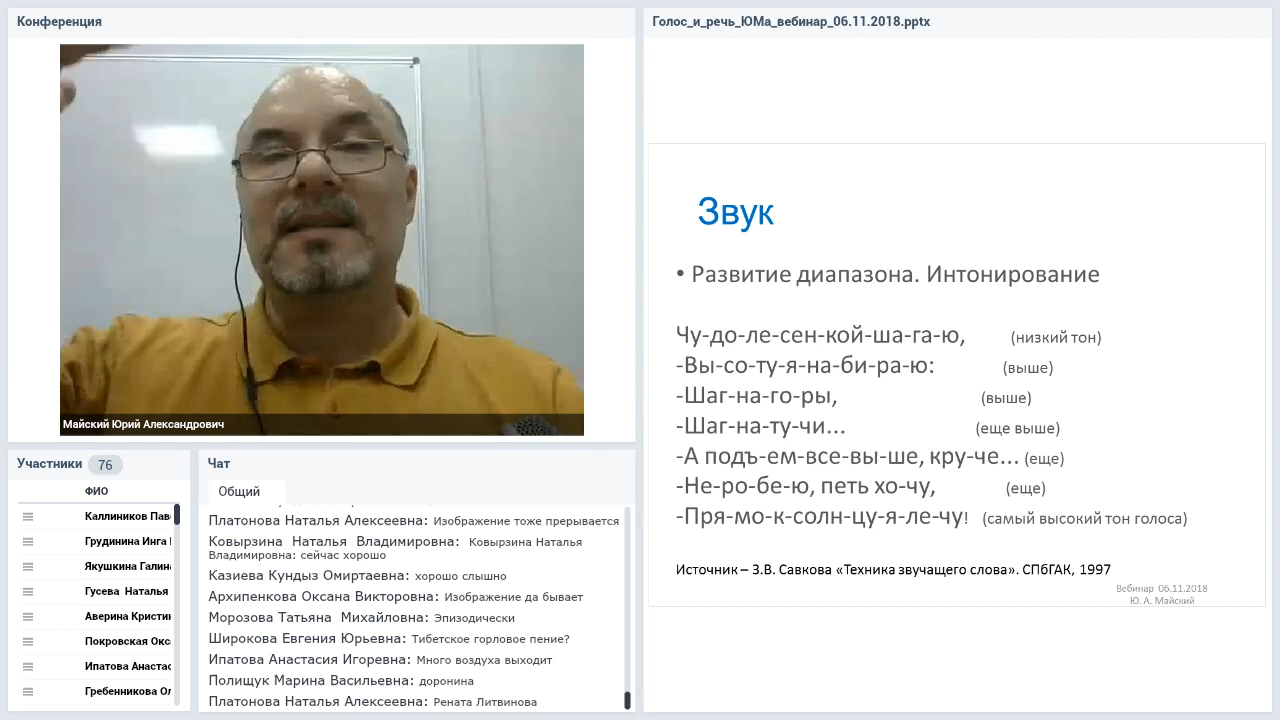 Конференция
Майский Юрий Александрович
Участники 76
ФИО
Каллиников
Грудинина Инга
Якушкина
Гусева Наталья
Аверина
Покровская
Ипатова
Гребенникова
Чат
Общий
Платонова Наталья Алексеевна: Изображение тоже прерывается
Ковырзина Наталья Владимировна: Ковырзина Наталья
Владимировна: сейчас хорошо
Казиева Кундыз Омиртаевна: хорошо слышно
Архипенкова Оксана Викторовна: Изображение да бывает
Морозова Татьяна Михайловна: Эпизодически
Широкова Евгения Юрьевна: Тибетское горловое пение?
Ипатова Анастасия Игоревна: Много воздуха выходит
Полищук Марина Васильевна: доронина
Платонова Наталья Алексеевна: Рената Литвинова
Голос_и_речь_ЮМа_вебинар_06.11.2018.pptx
Звук
• Развитие диапазона. Интонирование
Чу-до-ле-сен-кой-ша-га-ю, (низкий тон)
-Вы-со-ту-я-на-би-ра-ю: (выше)
-Шаг-на-го-ры, (выше)
-Шаг-на-ту-чи... (еще выше)
-А подъ-ем-все-вы-ше, кру-че... (еще)
-Не-ро-бе-ю, петь хо-чу, (еще)
-Пря-мо-к-солн-цу-я-ле-чу! (самый высокий тон голоса)
Источник – З.В. Савкова «Техника звучащего слова». СПбГАК, 1997
Вебинар 06.11.2018
Ю. А. Майский